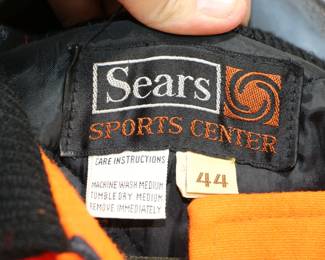 Sears
SPORTS CENTER
CARE INSTRUCTIONS
MACHINE WASH MEDIUM
TUMBLE DRY MEDIUM
REMOVE IMMEDIATELY
44